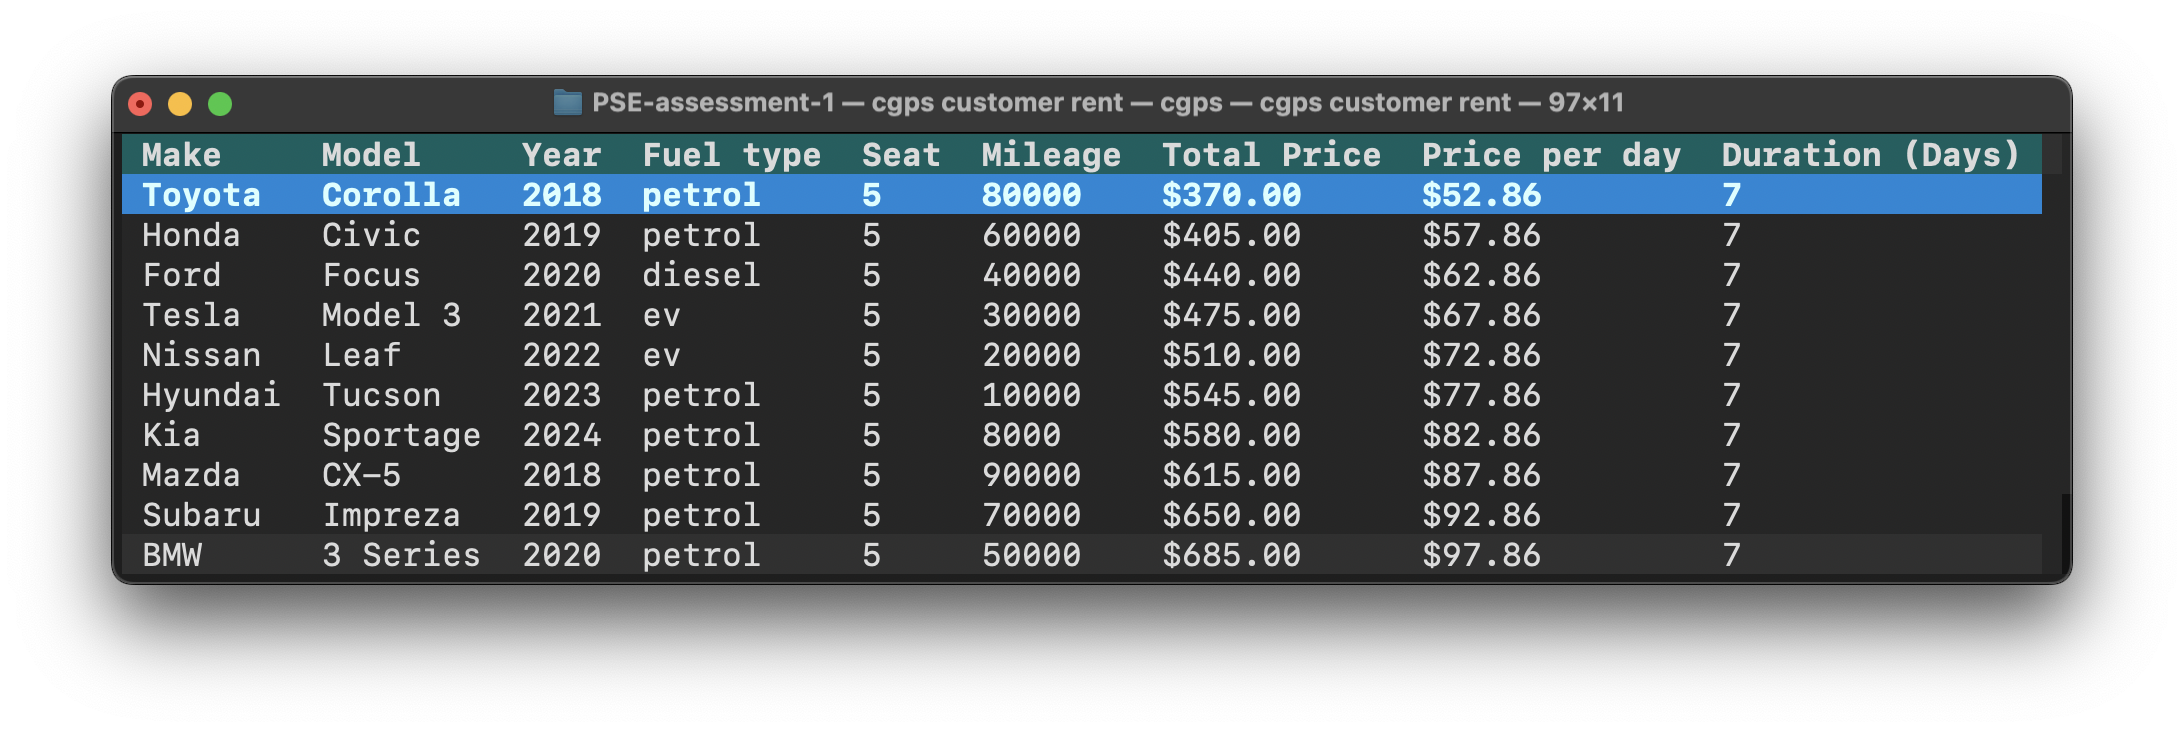 PSE-assessment-1 — cgps customer rent — cgps — cgps customer rent — 97×11
Make Model Year Fuel type Seat Mileage Total Price Price per day Duration (Days)
Toyota Corolla 2018 petrol 5 80000 $370.00 $52.86 7
Honda Civic 2019 petrol 5 60000 $405.00 $57.86 7
Ford Focus 2020 diesel 5 40000 $440.00 $62.86 7
Tesla Model 3 2021 ev 5 30000 $475.00 $67.86 7
Nissan Leaf 2022 ev 5 20000 $510.00 $72.86 7
Hyundai Tucson 2023 petrol 5 10000 $545.00 $77.86 7
Kia Sportage 2024 petrol 5 8000 $580.00 $82.86 7
Mazda CX-5 2018 petrol 5 90000 $615.00 $87.86 7
Subaru Impreza 2019 petrol 5 70000 $650.00 $92.86 7
BMW 3 Series 2020 petrol 5 50000 $685.00 $97.86 7